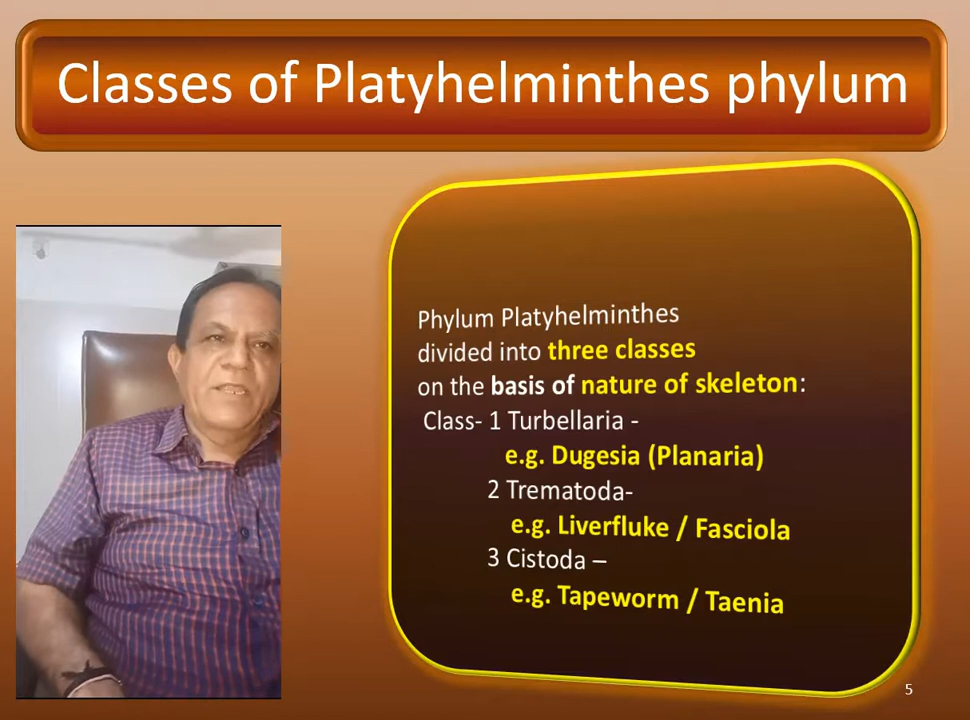 Classes of Platyhelminthes phylum
Phylum Platyhelminthes
divided into three classes
on the basis of nature of skeleton:
Class- 1 Turbellaria -
e.g. Dugesia (Planaria)
2 Trematoda-
e.g. Liverfluke / Fasciola
3 Cistoda –
e.g. Tapeworm / Taenia
5